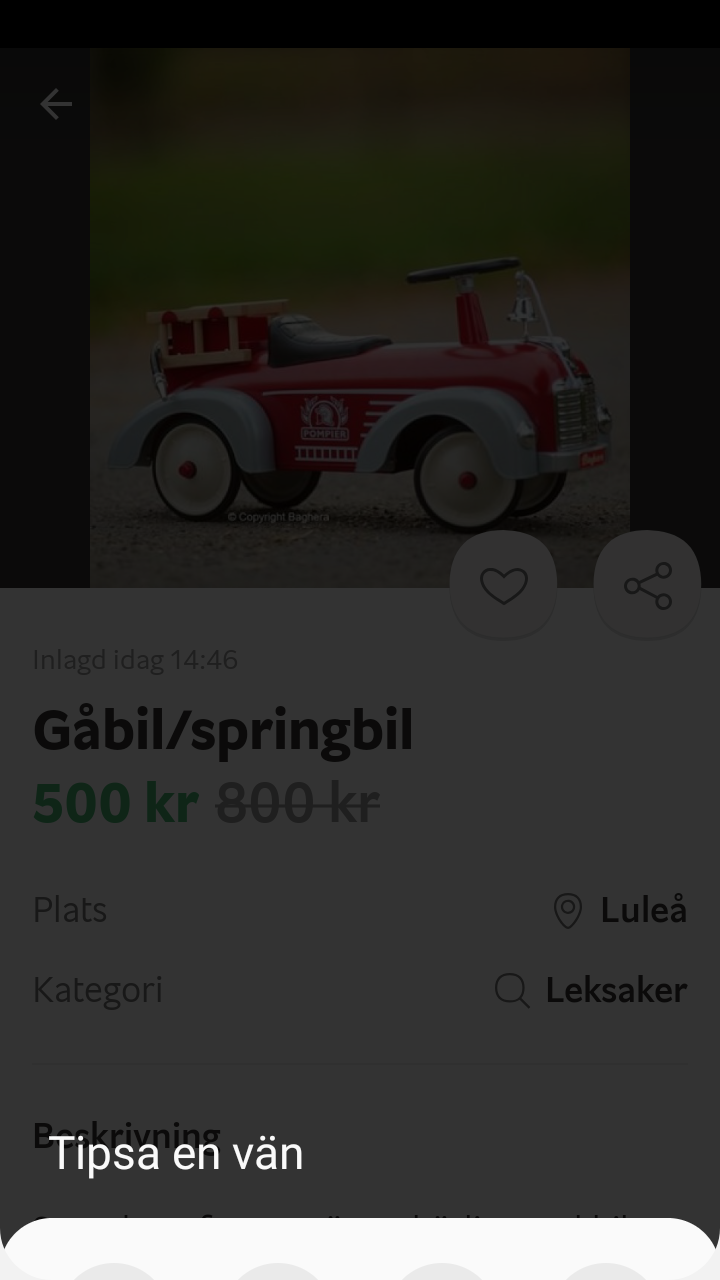 POMPIER
© Copyright Baghera
Inlagd idag 14:46
Gåbil/springbil
500 kr 800 kr
Plats
Luleå
Kategori
Leksaker
Beskrivning
Tipsa en vän